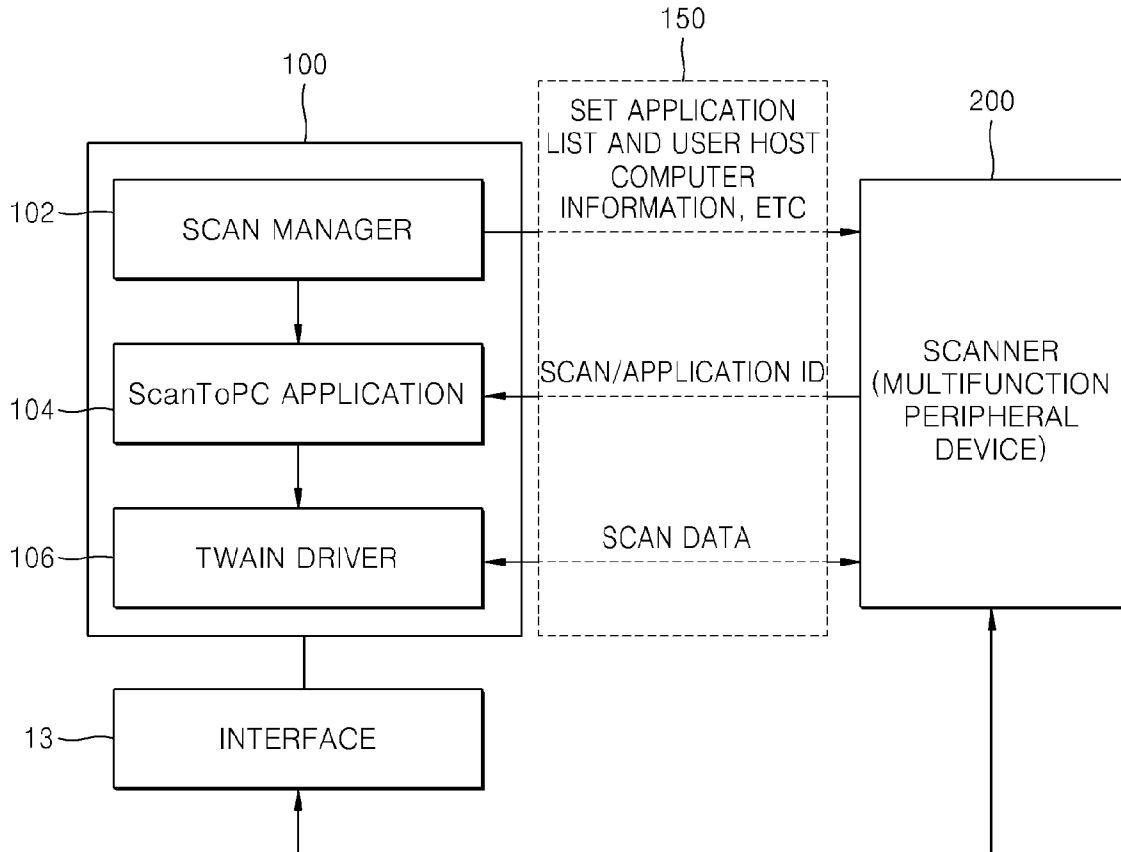 150
100
200
SET APPLICATION
LIST AND USER HOST
COMPUTER
INFORMATION, ETC
102
SCAN MANAGER
SCANNER
(MULTIFUNCTION
PERIPHERAL
DEVICE)
SCAN/APPLICATION ID
104
ScanToPC APPLICATION
106
TWAIN DRIVER
SCAN DATA
13
INTERFACE